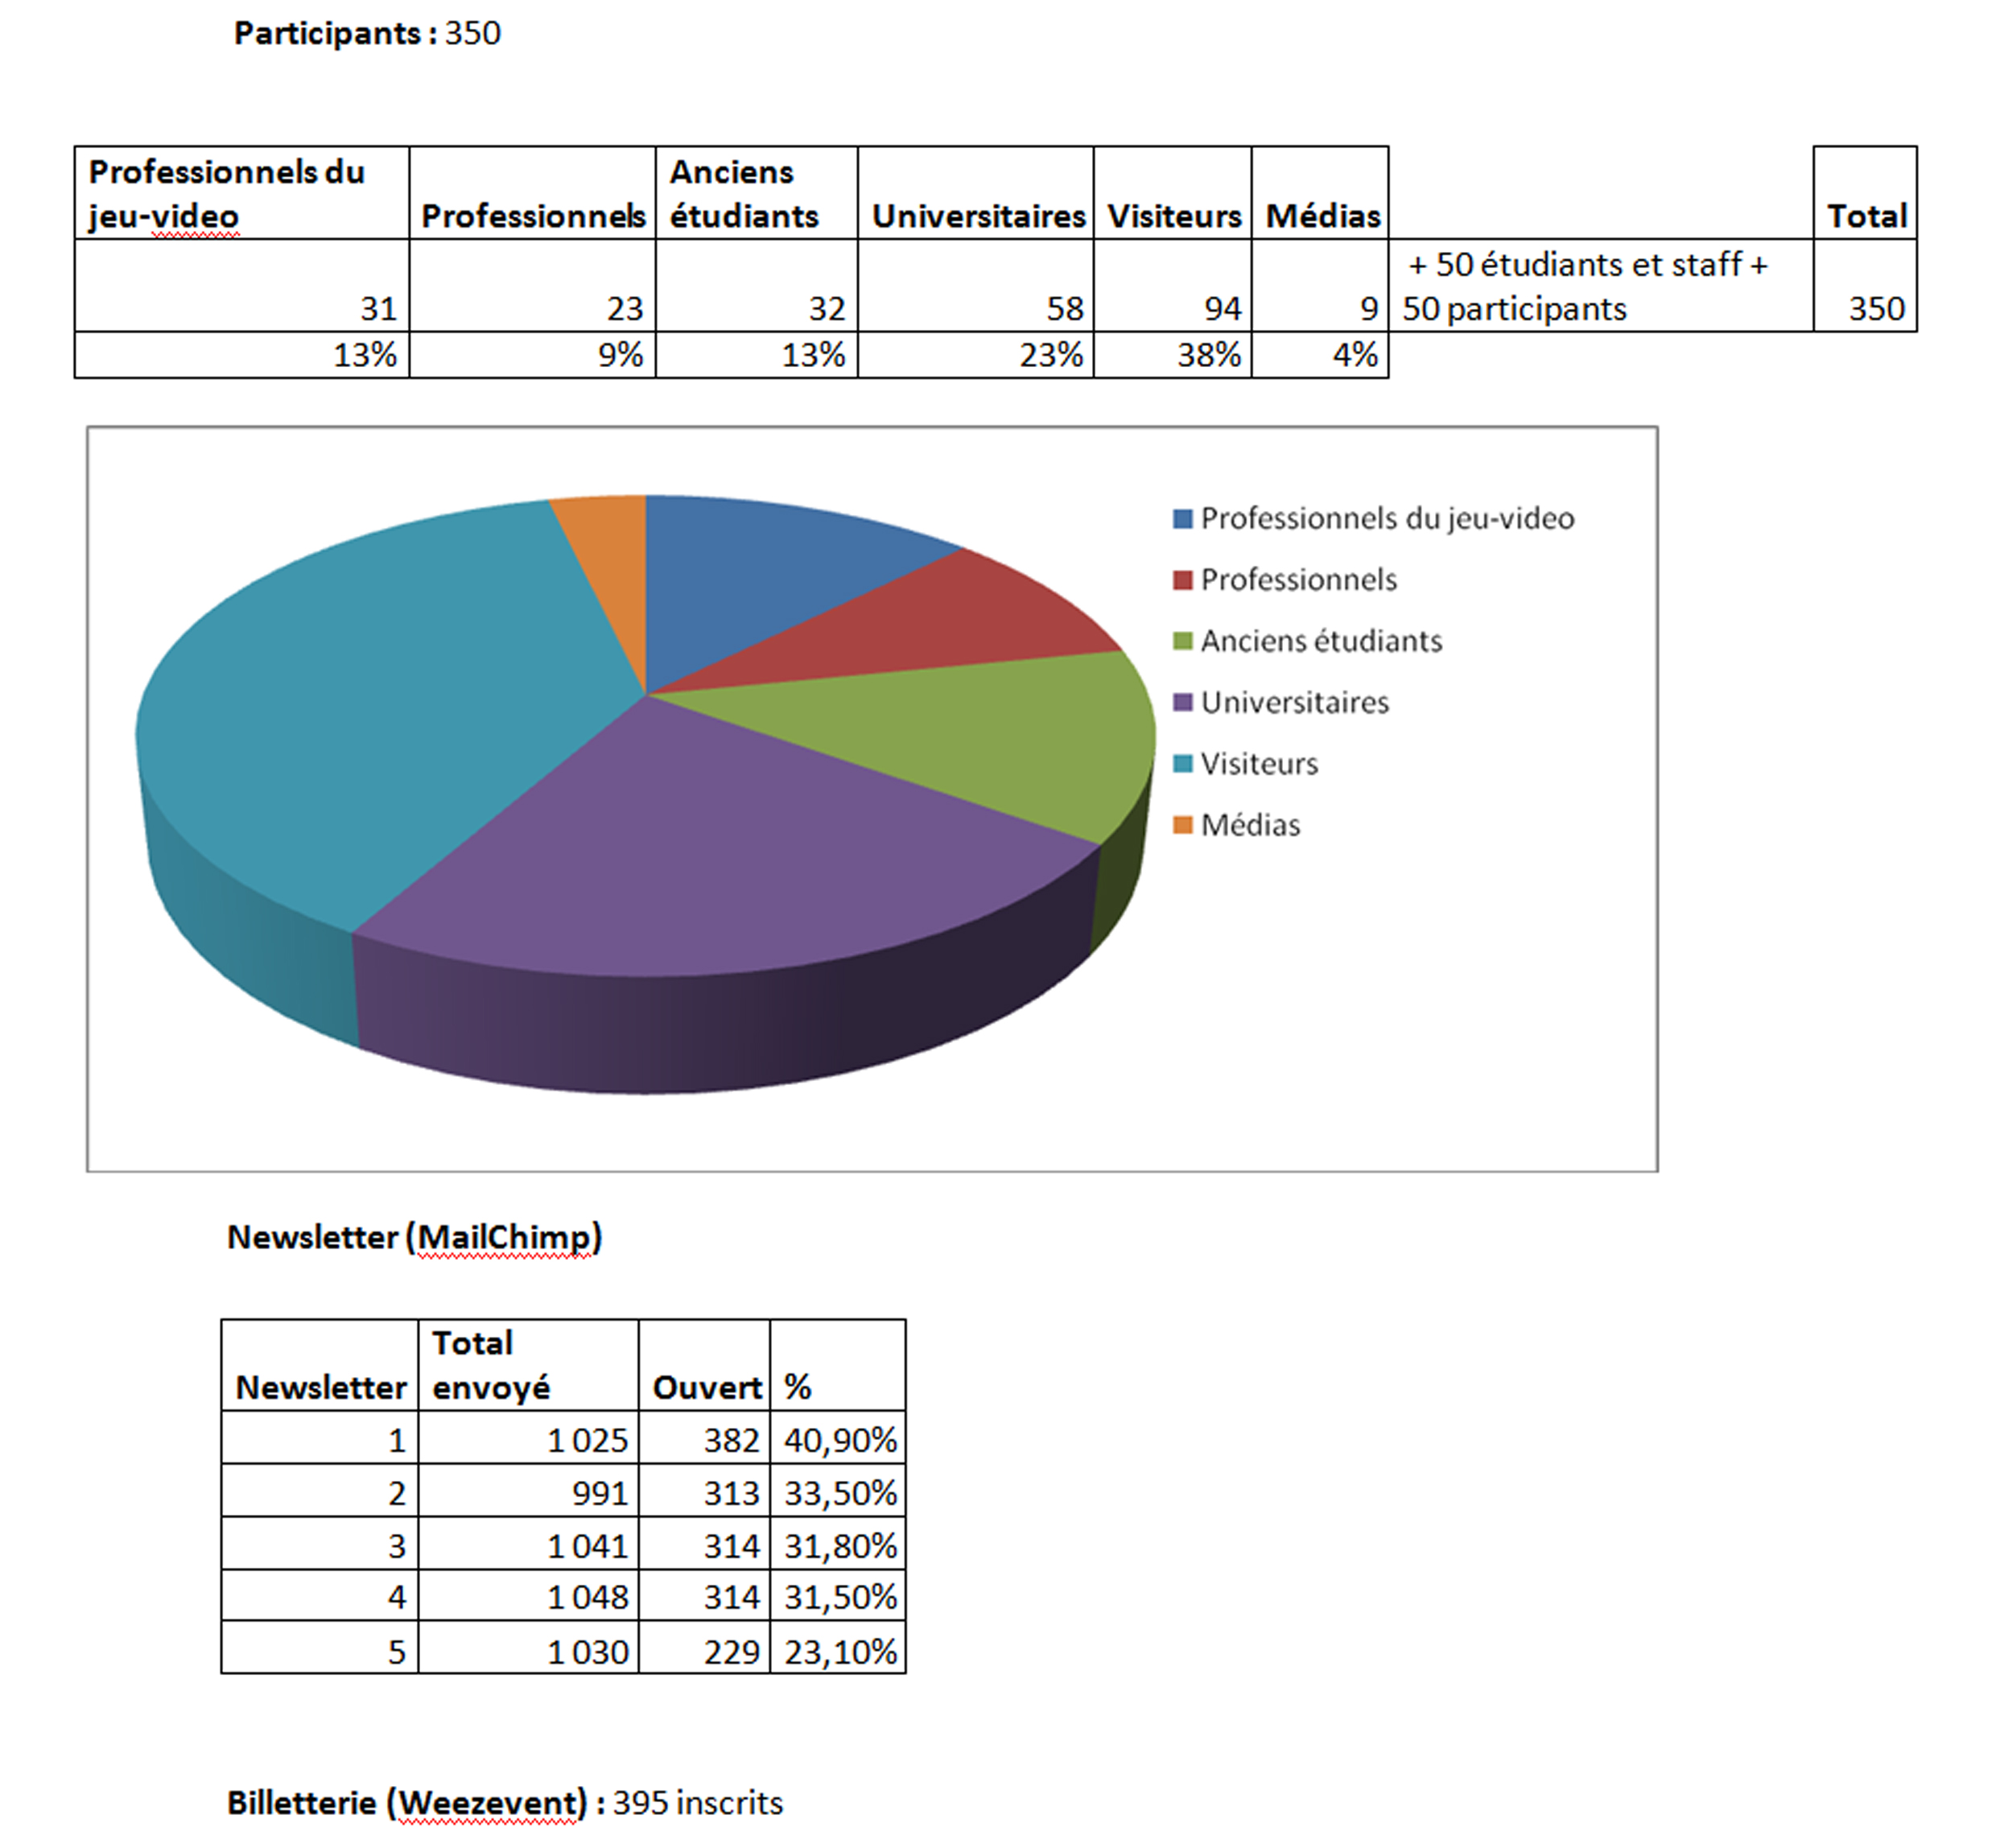 Participants : 350
Professionnels du
jeu-video
Professionnels
Anciens
étudiants
Universitaires
Visiteurs
Médias
Total
31
23
32
58
94
9
+ 50 étudiants et staff +
50 participants
350
13%
9%
13%
23%
38%
4%
Professionnels du jeu-video
Professionnels
Anciens étudiants
Universitaires
Visiteurs
Médias
Newsletter (MailChimp)
Newsletter
Total
envoyé
Ouvert
%
1 1 025 382 40,90%
2 991 313 33,50%
3 1 041 314 31,80%
4 1 048 314 31,50%
5 1 030 229 23,10%
Billetterie (Weezevent) : 395 inscrits